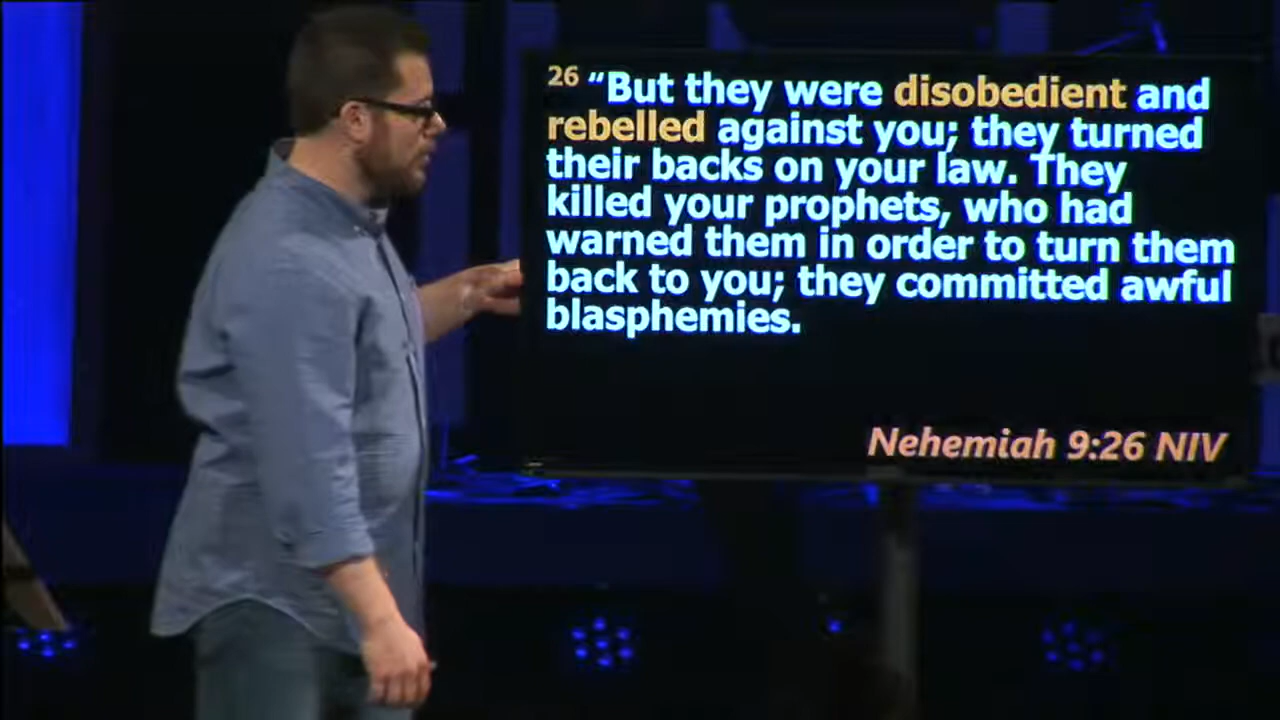 26 “But they were disobedient and
rebelled against you; they turned
their backs on your law. They
killed your prophets, who had
warned them in order to turn them
back to you; they committed awful
blasphemies.
Nehemiah 9:26 NIV